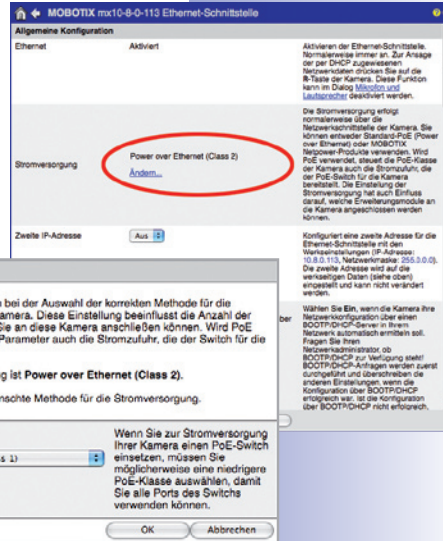 MOBOTIX mx10-8-0-113 Ethernet-Schnittstelle
Allgemeine Konfiguration
Ethernet
Aktiviert
Aktivieren der Ethernet-Schnittstelle.
Normalerweise immer an. Zur Ansage
der per DHCP zugewiesenen
Netzwerkdaten drücken Sie auf die
R-Taste der Kamera. Diese Funktion
kann im Dialog Mikrofon und
Lautsprecher deaktiviert werden.
Stromversorgung
Power over Ethernet (Class 2)
Ändern...
Die Stromversorgung erfolgt
normalerweise über die
Netzwerkschnittstelle der Kamera. Sie
können entweder Standard-PoE (Power
over Ethernet) oder MOBOTIX
Netpower-Produkte verwenden. Wird
PoE verwendet, steuert die PoE-Klasse
der Kamera auch die Stromzufuhr, die
der PoE-Switch für die Kamera
bereitstellt. Die Einstellung der
Stromversorgung hat auch Einfluss
darauf, welche Erweiterungsmodule an
die Kamera angeschlossen werden
können.
Zweite IP-Adresse
Aus
Konfiguriert eine zweite Adresse für die
Ethernet-Schnittstelle mit den
Werkseinstellungen (IP-Adresse:
10.8.0.113, Netzwerkmaske: 255.0.0.0).
Die zweite Adresse wird auf die
werkseitigen Daten (siehe oben)
eingestellt und kann nicht verändert
werden.
ber
Wählen Sie Ein, wenn die Kamera ihre
Netzwerkkonfiguration über einen
BOOTP/DHCP-Server in Ihrem
Netzwerk automatisch ermitteln soll.
Fragen Sie Ihren
Netzwerkadministrator, ob
BOOTP/DHCP zur Verfügung steht!
BOOTP/DHCP-Anfragen werden zuerst
durchgeführt und überschreiben die
anderen Einstellungen, wenn die
Konfiguration über BOOTP/DHCP
erfolgreich war. Ist die Konfiguration
über BOOTP/DHCP nicht erfolgreich,
n bei der Auswahl der korrekten Methode für die
amera. Diese Einstellung beeinflusst die Anzahl der
Sie an diese Kamera anschließen können. Wird PoE
Parameter auch die Stromzufuhr, die der Switch für die
g ist Power over Ethernet (Class 2).
nschte Methode für die Stromversorgung.
s 1)
Wenn Sie zur Stromversorgung
Ihrer Kamera einen PoE-Switch
einsetzen, müssen Sie
möglicherweise eine niedrigere
PoE-Klasse auswählen, damit
Sie alle Ports des Switchs
verwenden können.
OK
Abbrechen